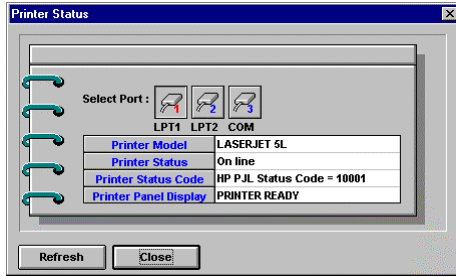 Printer Status
Select Port :
1 2 3
LPT1 LPT2 COM
Printer Model LASERJET 5L
Printer Status On line
Printer Status Code HP PJL Status Code = 10001
Printer Panel Display PRINTER READY
Refresh Close